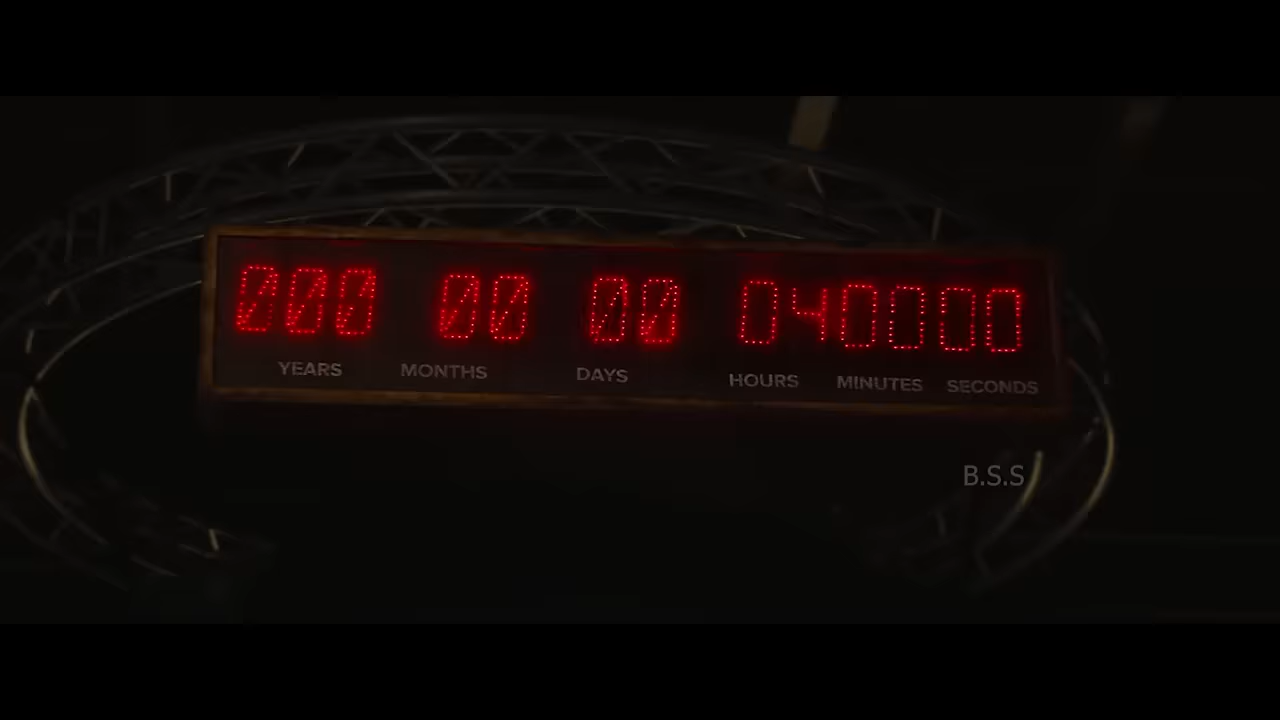 000 00 00 040000
YEARS MONTHS DAYS HOURS MINUTES SECONDS
B.S.S